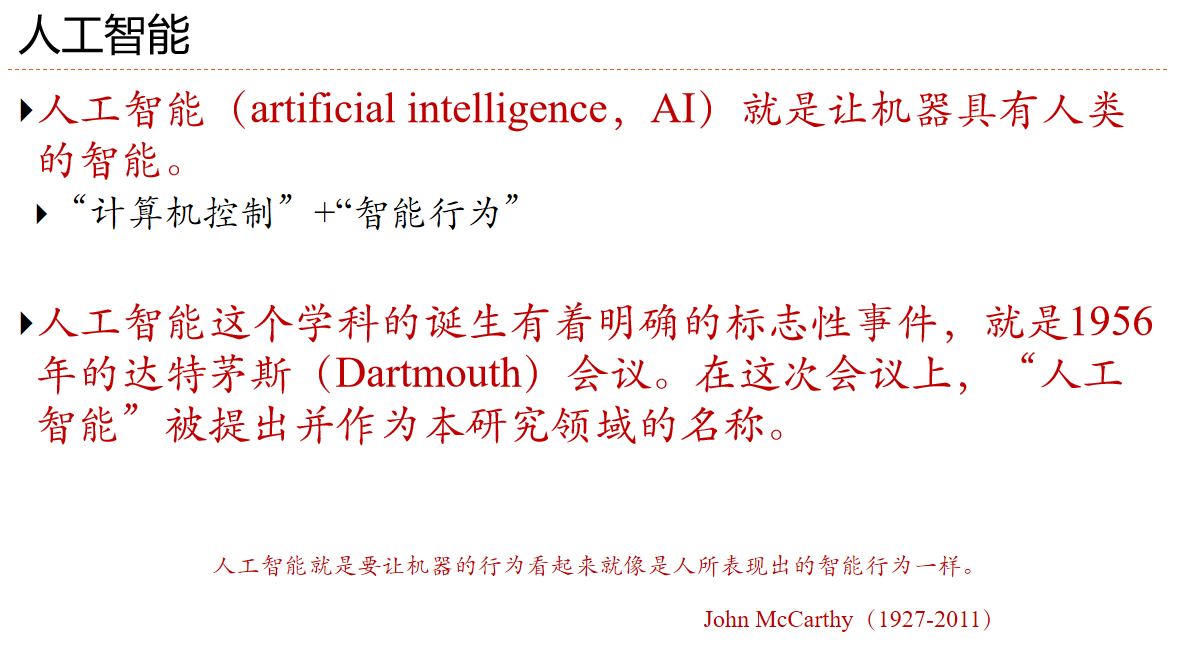 人工智能
人工智能（artificial intelligence，AI）就是让机器具有人类
的智能。
“计算机控制”+“智能行为”
人工智能这个学科的诞生有着明确的标志性事件，就是1956
年的达特茅斯（Dartmouth）会议。在这次会议上，“人工
智能”被提出并作为本研究领域的名称。
人工智能就是要让机器的行为看起来就像是人所表现出的智能行为一样。
John McCarthy（1927-2011）